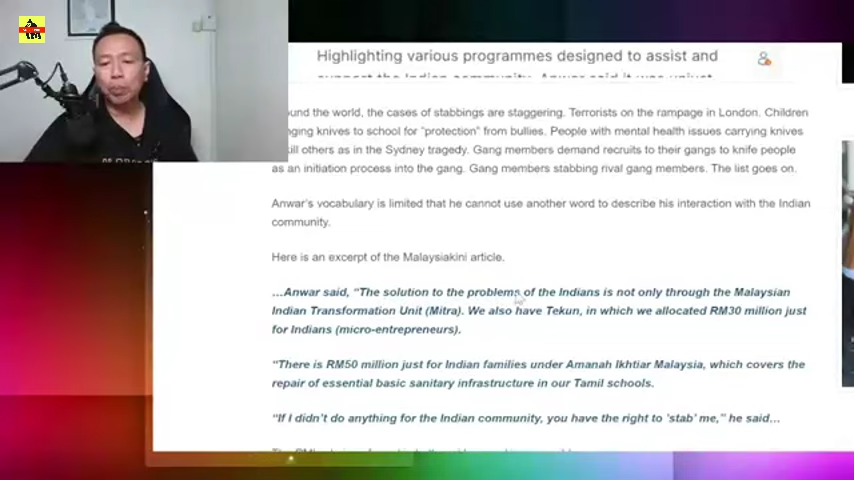 Highlighting various programmes designed to assist and
ound the world, the cases of stabbings are staggering. Terrorists on the rampage in London. Children
nging knives to school for "protection" from bullies. People with mental health issues carrying knives
kill others as in the Sydney tragedy. Gang members demand recruits to their gangs to knife people
as an initiation process into the gang. Gang members stabbing rival gang members. The list goes on.
Anwar's vocabulary is limited that he cannot use another word to describe his interaction with the Indian
community.
Here is an excerpt of the Malaysiakini article.
…Anwar said, "The solution to the problems of the Indians is not only through the Malaysian
Indian Transformation Unit (Mitra). We also have Tekun, in which we allocated RM30 million just
for Indians (micro-entrepreneurs).
"There is RM50 million just for Indian families under Amanah Ikhtiar Malaysia, which covers the
repair of essential basic sanitary infrastructure in our Tamil schools.
"If I didn't do anything for the Indian community, you have the right to 'stab' me," he said…